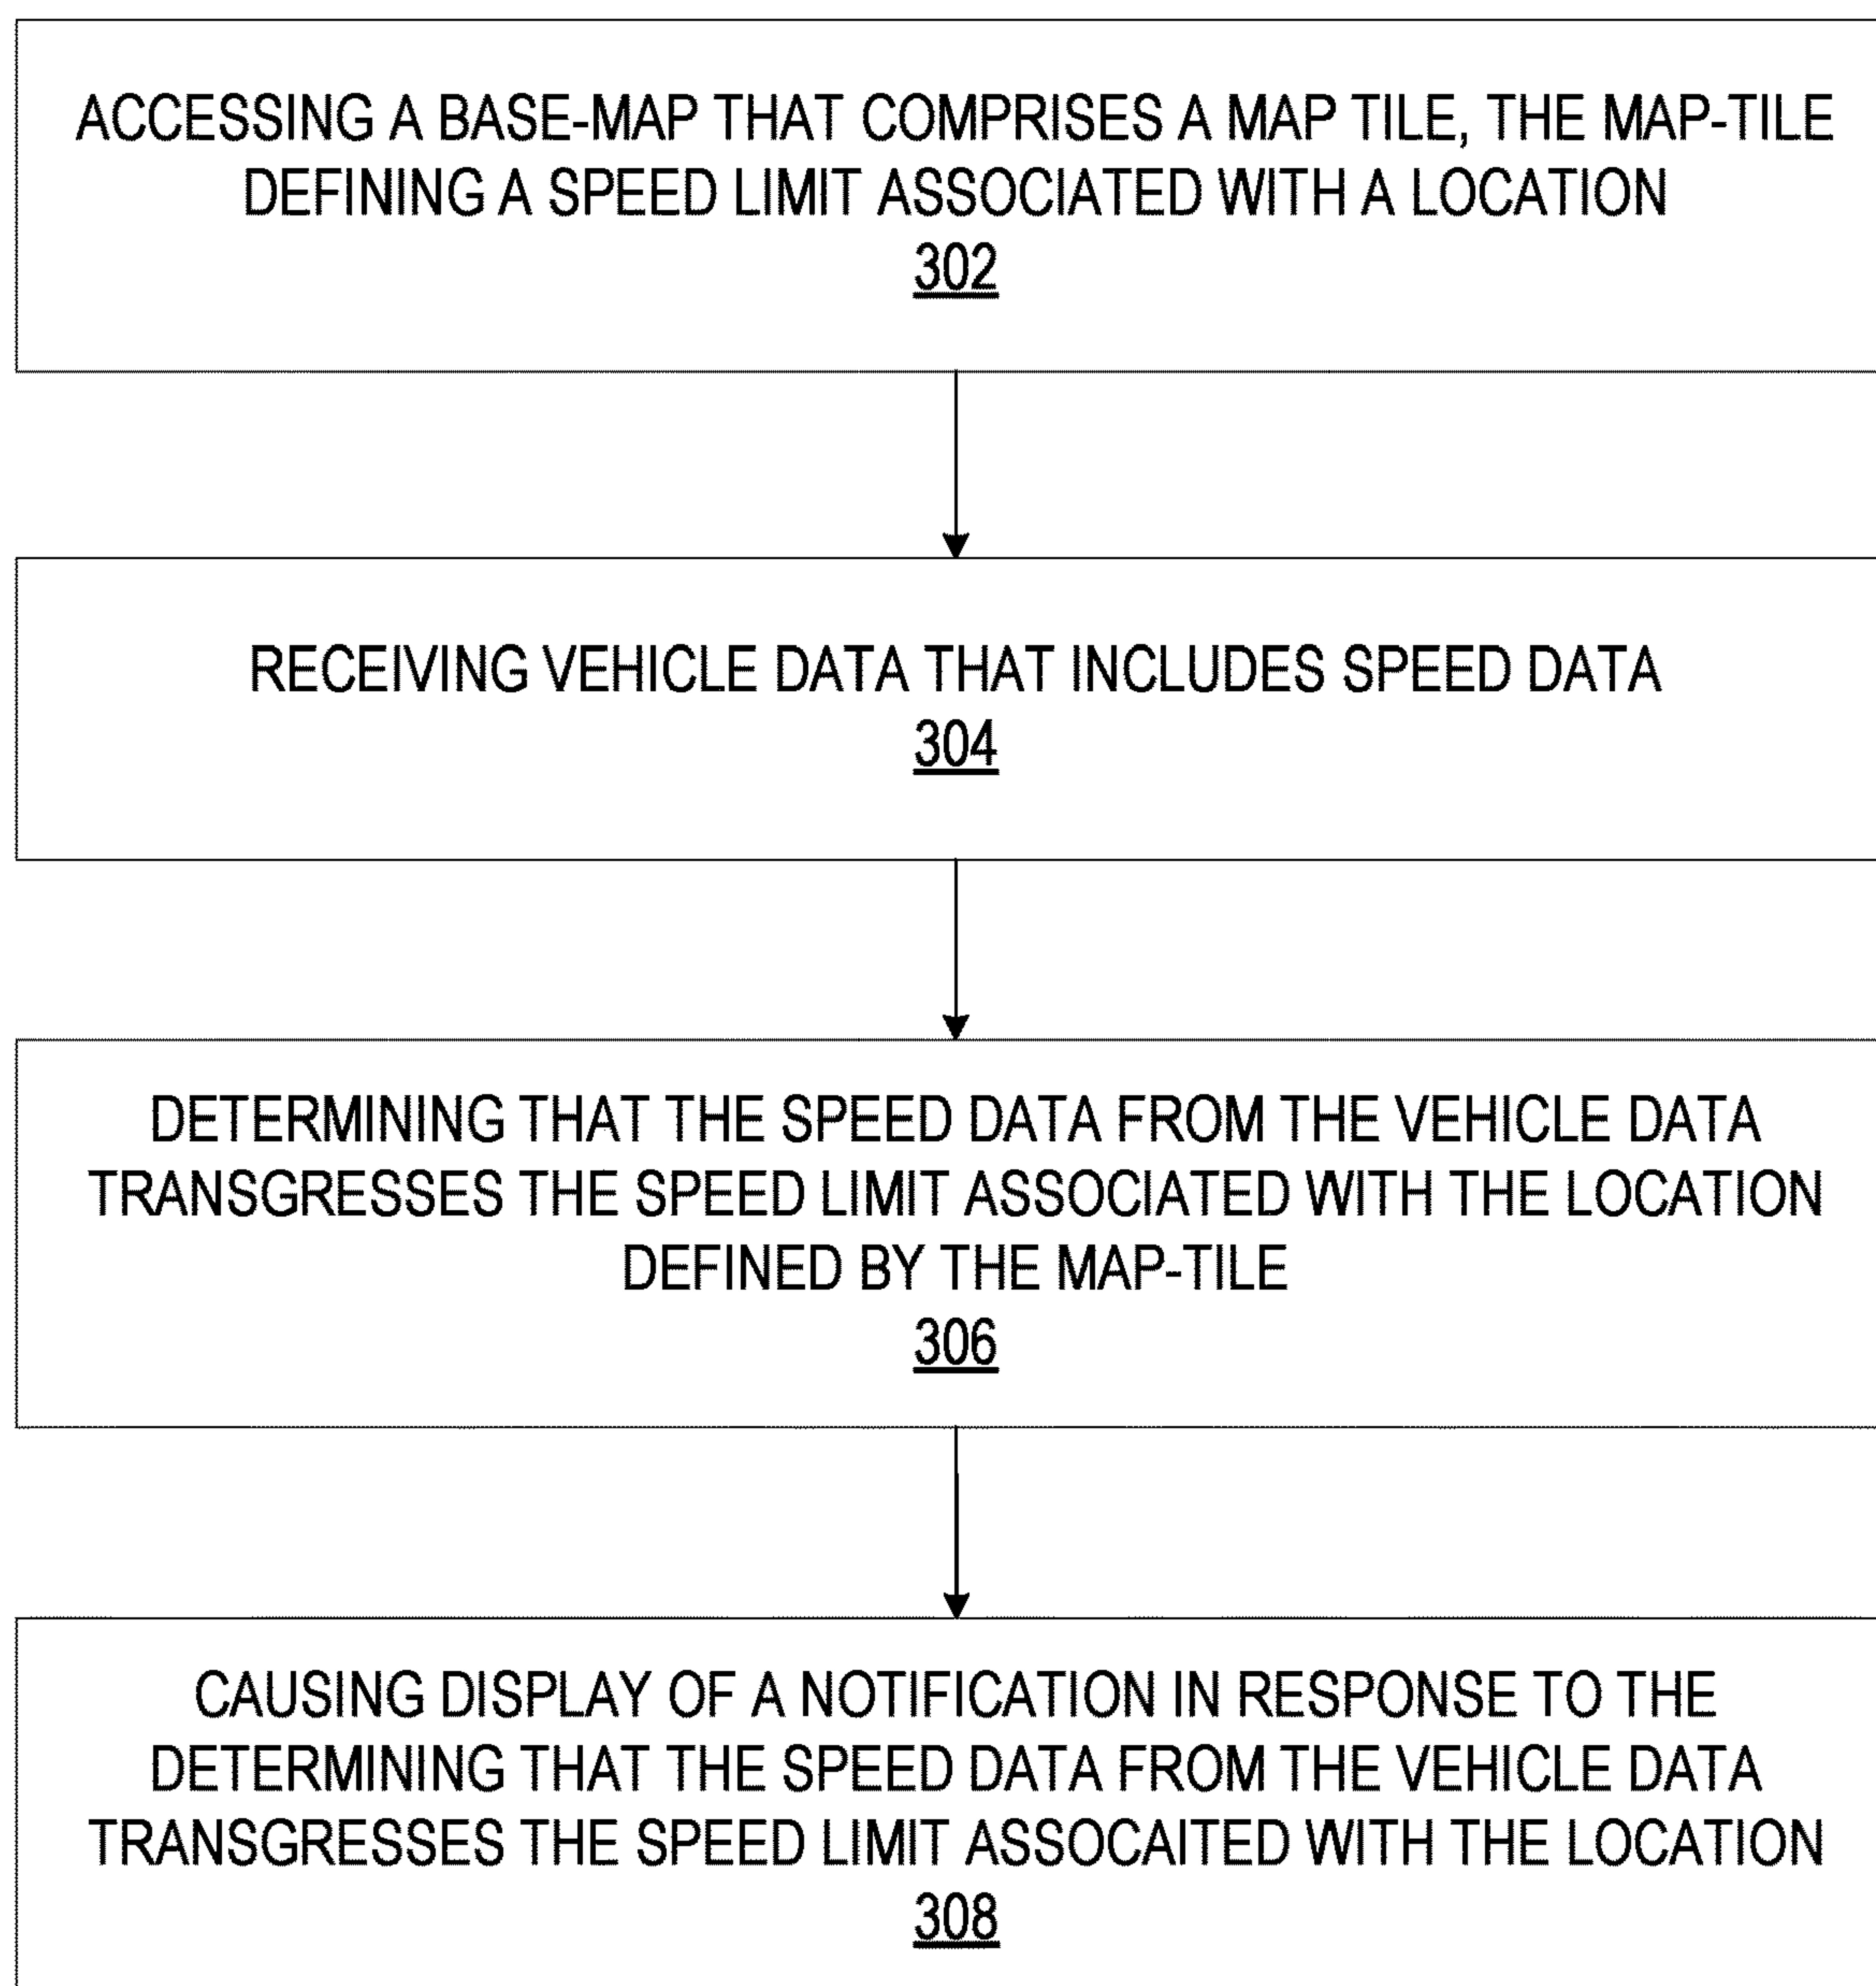 ACCESSING A BASE-MAP THAT COMPRISES A MAP TILE, THE MAP-TILE
DEFINING A SPEED LIMIT ASSOCIATED WITH A LOCATION
302
RECEIVING VEHICLE DATA THAT INCLUDES SPEED DATA
304
DETERMINING THAT THE SPEED DATA FROM THE VEHICLE DATA
TRANSGRESSES THE SPEED LIMIT ASSOCIATED WITH THE LOCATION
DEFINED BY THE MAP-TILE
306
CAUSING DISPLAY OF A NOTIFICATION IN RESPONSE TO THE
DETERMINING THAT THE SPEED DATA FROM THE VEHICLE DATA
TRANSGRESSES THE SPEED LIMIT ASSOCAITED WITH THE LOCATION
308